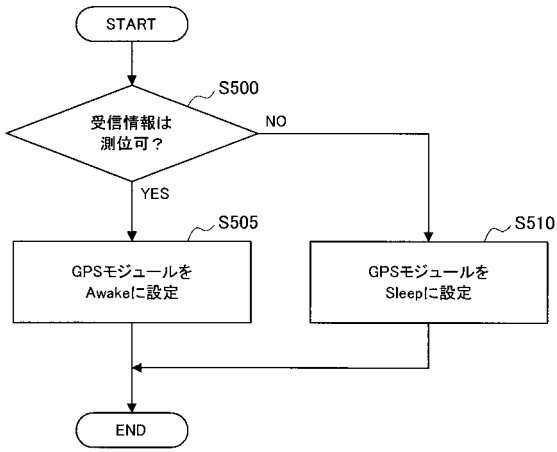 START
S500
受信情報は
測位可？
NO
YES
S505
GPSモジュールを
Awakeに設定
S510
GPSモジュールを
Sleepに設定
END